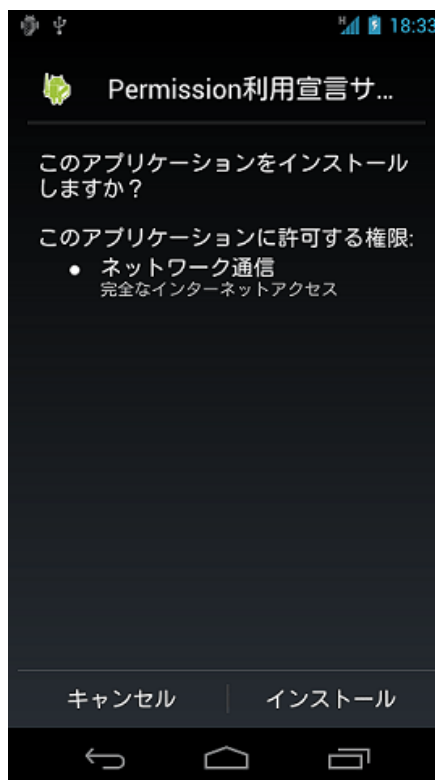 H 18:33
Permission利用宣言サ...
このアプリケーションをインストール
しますか？
このアプリケーションに許可する権限:
● ネットワーク通信
完全なインターネットアクセス
キャンセル インストール